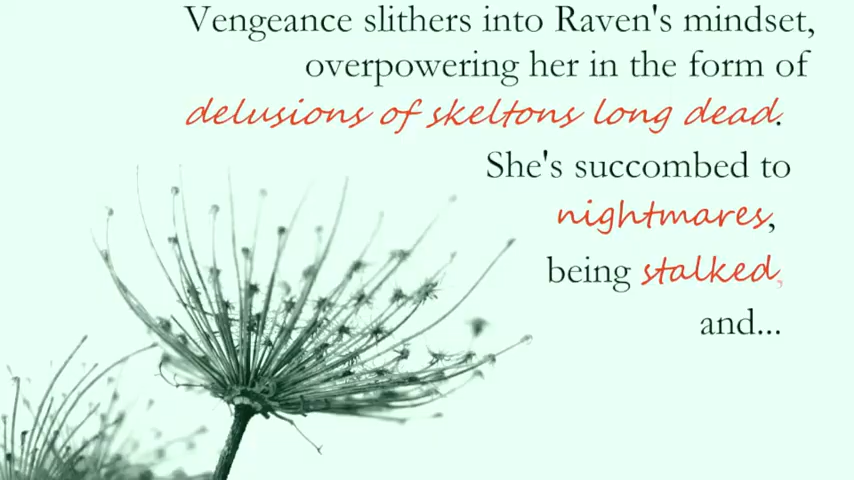 Vengeance slithers into Raven's mindset,
overpowering her in the form of
delusions of skeltons long dead.
She's succombed to
nightmares,
being stalked,
and...